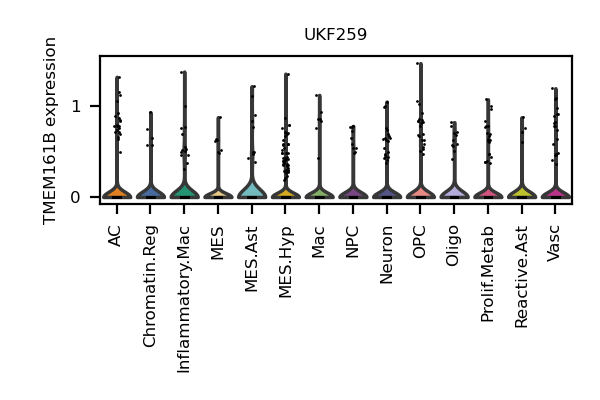 UKF259
TMEM161B expression
1
0
AC
Chromatin.Reg
Inflammatory.Mac
MES
MES.Ast
MES.Hyp
Mac
NPC
Neuron
OPC
Oligo
Prolif.Metab
Reactive.Ast
Vasc